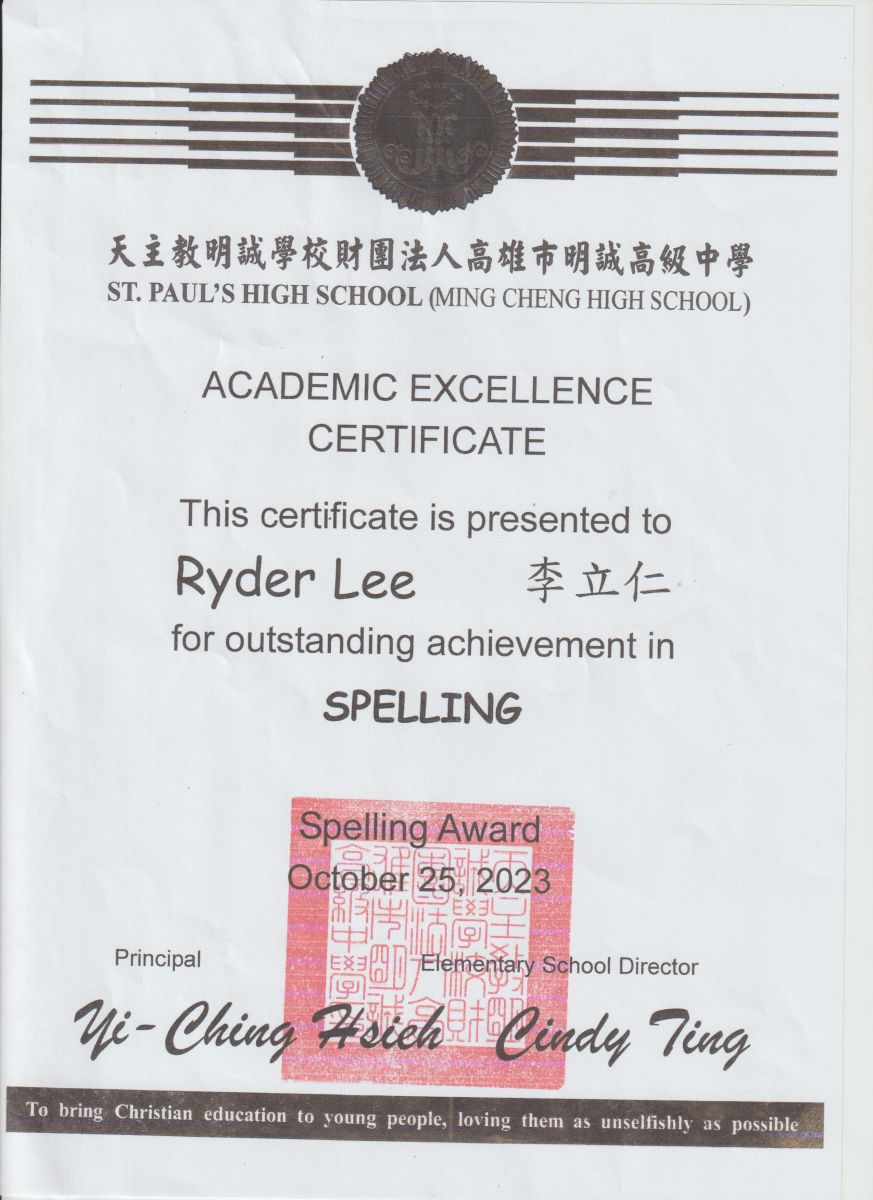 天主教明誠學校財團法人高雄市明誠高級中學
ST. PAUL'S HIGH SCHOOL (MING CHENG HIGH SCHOOL)
ACADEMIC EXCELLENCE
CERTIFICATE
This certificate is presented to
Ryder Lee 李立仁
for outstanding achievement in
SPELLING
Spelling Award
October 25, 2023
Principal Elementary School Director
Yi-Ching Hsieh Cindy Ting
To bring Christian education to young people, loving them as unselfishly as possible